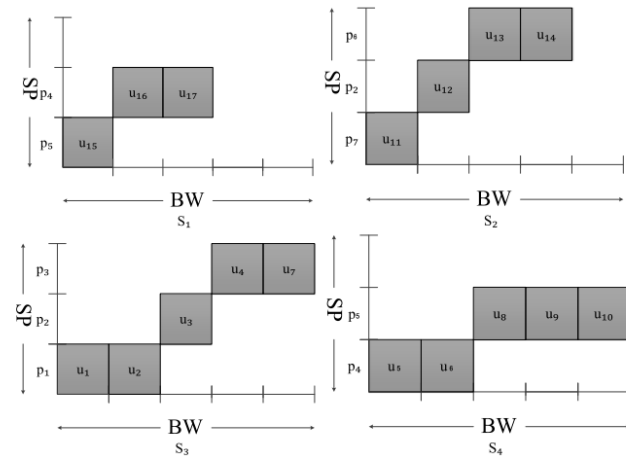 SP
p₄
p₅
u₁₆ u₁₇
u₁₅
BW
S₁
SP
p₆
p₂
p₇
u₁₃ u₁₄
u₁₂
u₁₁
BW
S₂
SP
p₃
p₂
p₁
u₄ u₇
u₃
u₁ u₂
BW
S₃
SP
p₅
p₄
u₈ u₉ u₁₀
u₅ u₆
BW
S₄